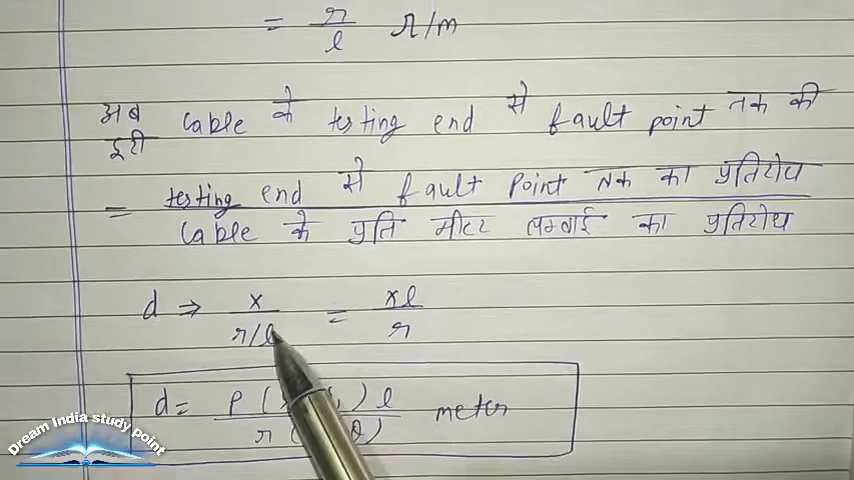 = r/l Ω/m
अब cable के testing end से fault point तक की
दूरी
= testing end से fault point तक का प्रतिरोध
cable के प्रति मीटर लम्बाई का प्रतिरोध
d ⇒ x / r/l = xl / r
d = P ( ) l / r ( Q) meter
Dream India study point